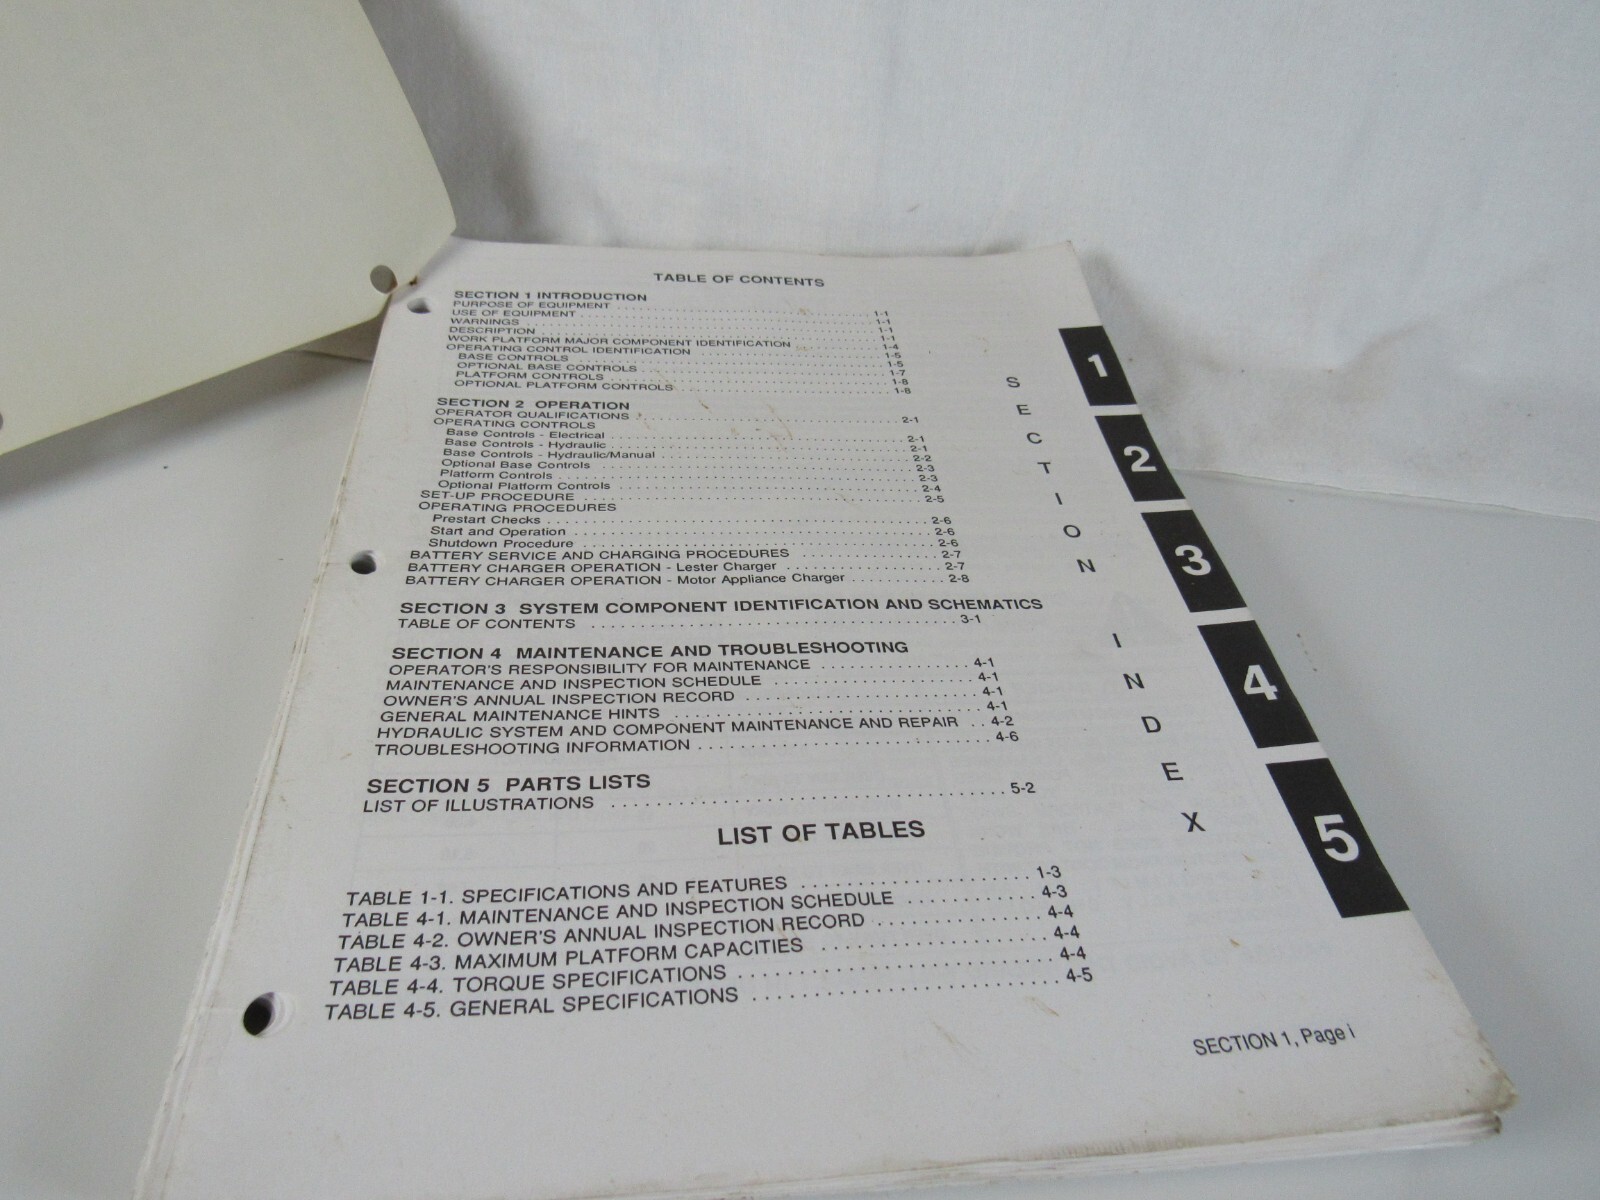 TABLE OF CONTENTS
SECTION 1 INTRODUCTION
PURPOSE OF EQUIPMENT . . . . . . . . . . 1-1
USE OF EQUIPMENT . . . . . . . . . . 1-1
WARNINGS . . . . . . . . . . 1-1
DESCRIPTION . . . . . . . . . . 1-1
WORK PLATFORM MAJOR COMPONENT IDENTIFICATION . . . . . . . . . . 1-4
OPERATING CONTROL IDENTIFICATION . . . . . . . . . . 1-5
BASE CONTROLS . . . . . . . . . . 1-5
OPTIONAL BASE CONTROLS . . . . . . . . . . 1-7
PLATFORM CONTROLS . . . . . . . . . . 1-8
OPTIONAL PLATFORM CONTROLS . . . . . . . . . . 1-8
SECTION 2 OPERATION
OPERATOR QUALIFICATIONS . . . . . . . . . . 2-1
OPERATING CONTROLS
Base Controls - Electrical . . . . . . . . . . 2-1
Base Controls - Hydraulic . . . . . . . . . . 2-1
Base Controls - Hydraulic/Manual . . . . . . . . . . 2-2
Optional Base Controls . . . . . . . . . . 2-3
Platform Controls . . . . . . . . . . 2-3
Optional Platform Controls . . . . . . . . . . 2-4
SET-UP PROCEDURE . . . . . . . . . . 2-5
OPERATING PROCEDURES
Prestart Checks . . . . . . . . . . 2-6
Start and Operation . . . . . . . . . . 2-6
Shutdown Procedure . . . . . . . . . . 2-6
BATTERY SERVICE AND CHARGING PROCEDURES . . . . . . . . . . 2-7
BATTERY CHARGER OPERATION - Lester Charger . . . . . . . . . . 2-7
BATTERY CHARGER OPERATION - Motor Appliance Charger . . . . . . . . . . 2-8
SECTION 3 SYSTEM COMPONENT IDENTIFICATION AND SCHEMATICS
TABLE OF CONTENTS . . . . . . . . . . 3-1
SECTION 4 MAINTENANCE AND TROUBLESHOOTING
OPERATOR'S RESPONSIBILITY FOR MAINTENANCE . . . . . . . . . . 4-1
MAINTENANCE AND INSPECTION SCHEDULE . . . . . . . . . . 4-1
OWNER'S ANNUAL INSPECTION RECORD . . . . . . . . . . 4-1
GENERAL MAINTENANCE HINTS . . . . . . . . . . 4-1
HYDRAULIC SYSTEM AND COMPONENT MAINTENANCE AND REPAIR . . 4-2
TROUBLESHOOTING INFORMATION . . . . . . . . . . 4-6
SECTION 5 PARTS LISTS
LIST OF ILLUSTRATIONS . . . . . . . . . . 5-2
LIST OF TABLES
TABLE 1-1. SPECIFICATIONS AND FEATURES . . . . . . . . . . 1-3
TABLE 4-1. MAINTENANCE AND INSPECTION SCHEDULE . . . . . . . . . . 4-3
TABLE 4-2. OWNER'S ANNUAL INSPECTION RECORD . . . . . . . . . . 4-4
TABLE 4-3. MAXIMUM PLATFORM CAPACITIES . . . . . . . . . . 4-4
TABLE 4-4. TORQUE SPECIFICATIONS . . . . . . . . . . 4-4
TABLE 4-5. GENERAL SPECIFICATIONS . . . . . . . . . . 4-5
SECTION INDEX
1
2
3
4
5
SECTION 1, Page i